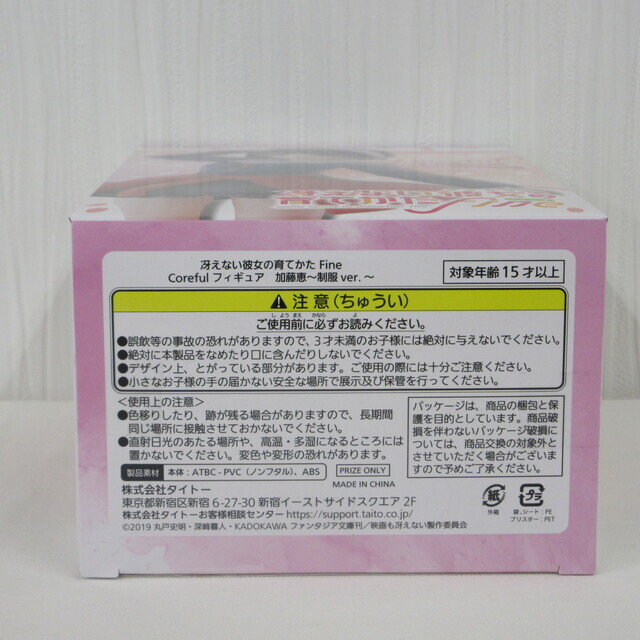 冴えない彼女の育てかた Fine
Coreful フィギュア 加藤恵～制服 ver.～
対象年齢15才以上
注意(ちゅうい)
しようまえ かなら よ
ご使用前に必ずお読みください。
●誤飲等の事故の恐れがありますので、3才未満のお子様には絶対に与えないでください。
●絶対に本製品をなめたり口に含んだりしないでください。
●デザイン上、とがっている部分があります。ご使用の際には十分ご注意ください。
●小さなお子様の手の届かない安全な場所で展示及び保管を行ってください。
<使用上の注意>
●色移りしたり、跡が残る場合がありますので、長期間
同じ場所に接触させておかないでください。
●直射日光のあたる場所や、高温・多湿になるところには
置かないでください。変色や変形の恐れがあります。
パッケージは、商品の梱包と保
護を目的としています。商品破
損を伴わないパッケージ破損に
ついては、商品交換の対象外と
させていただく場合がございま
すので予めご了承ください。
製品素材 本体:ATBC-PVC(ノンフタル)、ABS
PRIZE ONLY
MADE IN CHINA
株式会社タイトー
東京都新宿区新宿 6-27-30 新宿イーストサイドスクエア 2F
株式会社タイトーお客様相談センター https://support.taito.co.jp/
©2019 丸戸史明・深崎暮人・KADOKAWA ファンタジア文庫刊/映画も冴えない製作委員会
紙
外箱
プラ
袋、シート:PE
ブリスター:PET